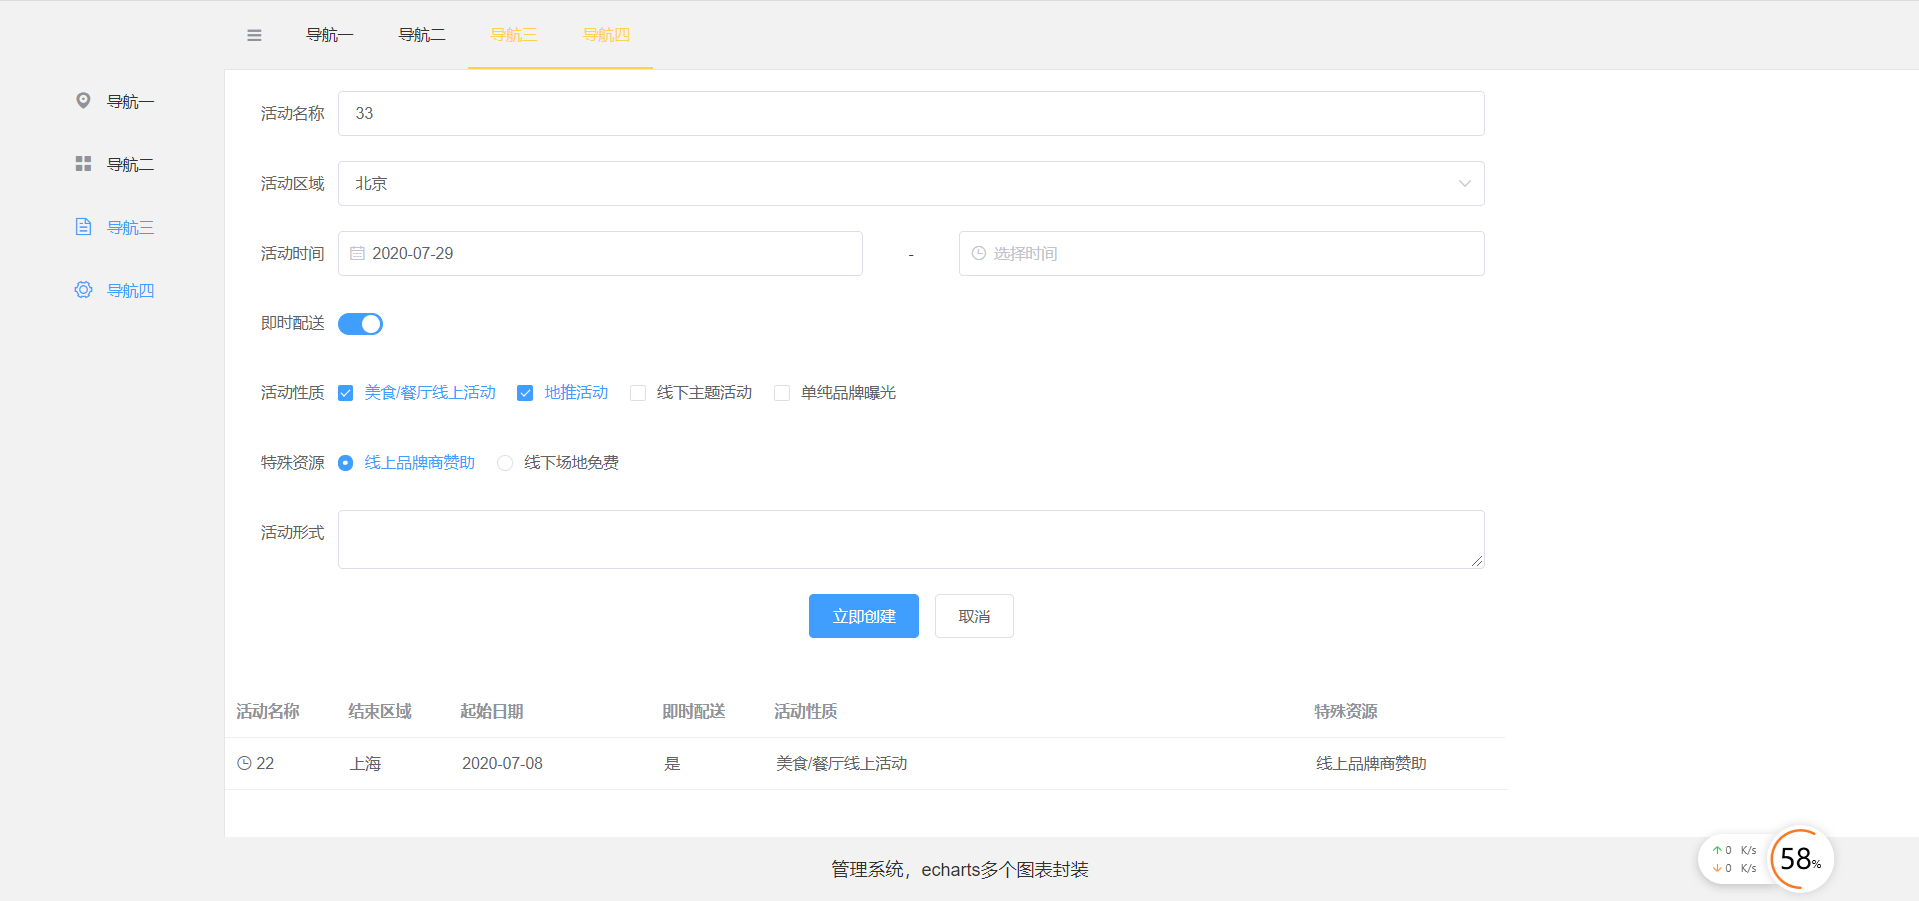 导航一 导航二 导航三 导航四
导航一
导航二
导航三
导航四
活动名称 33
活动区域 北京
活动时间 2020-07-29 - 选择时间
即时配送
活动性质 美食/餐厅线上活动 地推活动 线下主题活动 单纯品牌曝光
特殊资源 线上品牌商赞助 线下场地免费
活动形式
立即创建 取消
活动名称 结束区域 起始日期 即时配送 活动性质 特殊资源
22 上海 2020-07-08 是 美食/餐厅线上活动 线上品牌商赞助
管理系统，echarts多个图表封装
↑ 0 K/s
↓ 0 K/s
58%